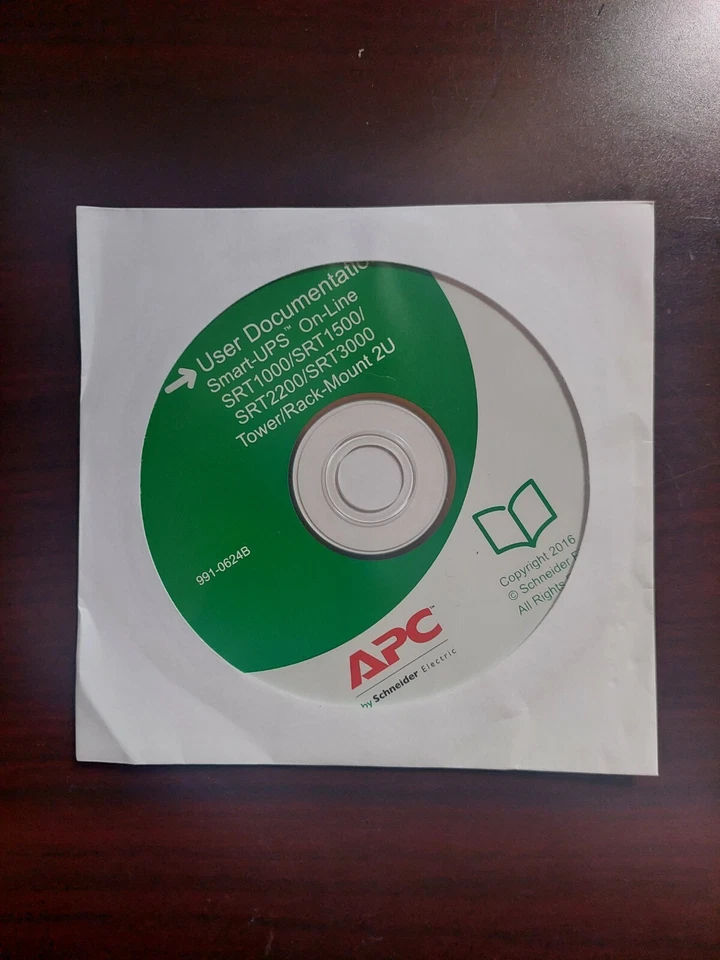 User Documentatio
Smart-UPS™ On-Line
SRT1000/SRT1500/
SRT2200/SRT3000
Tower/Rack-Mount 2U
991-0624B
Copyright 2016
© Schneider
All Rights
APC™
by Schneider Electric